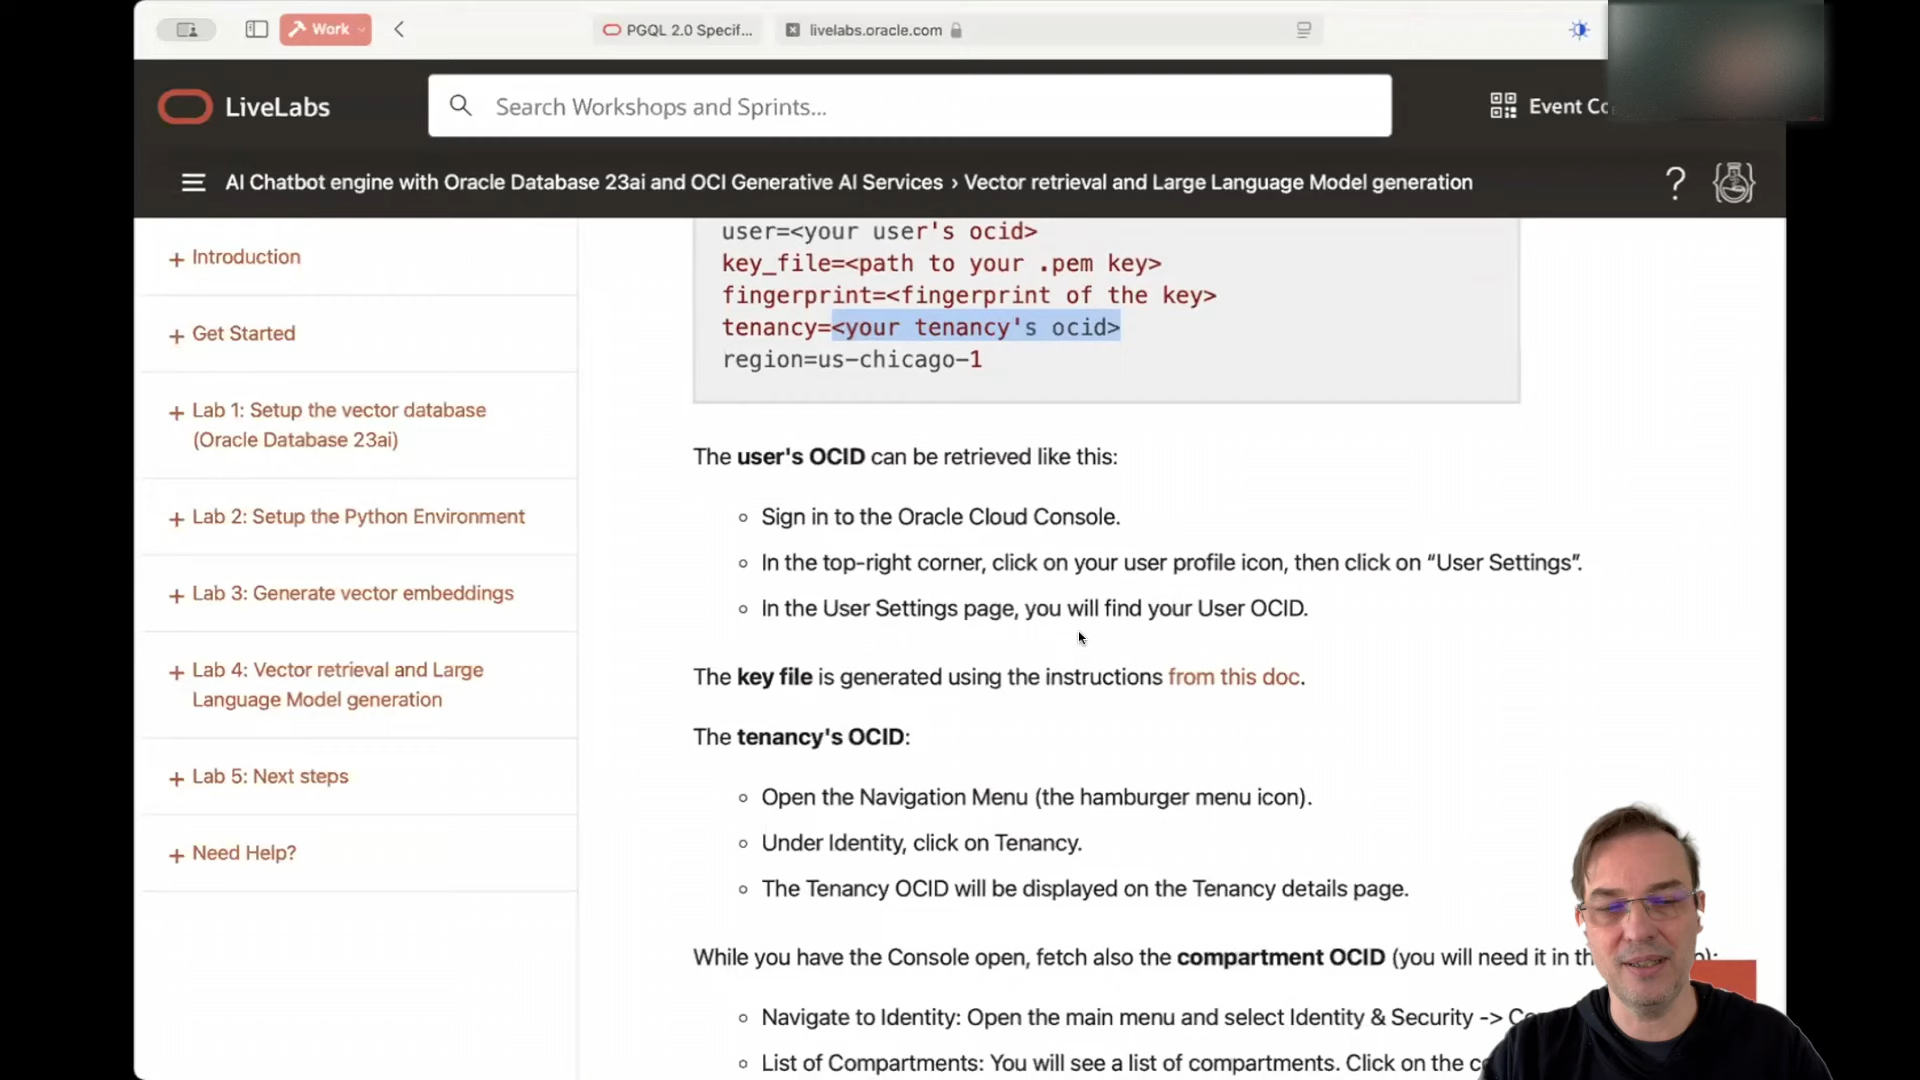 Work
PGQL 2.0 Specif...
livelabs.oracle.com
LiveLabs
Search Workshops and Sprints...
Event Co
AI Chatbot engine with Oracle Database 23ai and OCI Generative AI Services › Vector retrieval and Large Language Model generation
?
+ Introduction
+ Get Started
+ Lab 1: Setup the vector database
(Oracle Database 23ai)
+ Lab 2: Setup the Python Environment
+ Lab 3: Generate vector embeddings
+ Lab 4: Vector retrieval and Large
Language Model generation
+ Lab 5: Next steps
+ Need Help?
user=<your user's ocid>
key_file=<path to your .pem key>
fingerprint=<fingerprint of the key>
tenancy=<your tenancy's ocid>
region=us-chicago-1
The user's OCID can be retrieved like this:
Sign in to the Oracle Cloud Console.
In the top-right corner, click on your user profile icon, then click on “User Settings”.
In the User Settings page, you will find your User OCID.
The key file is generated using the instructions from this doc.
The tenancy's OCID:
Open the Navigation Menu (the hamburger menu icon).
Under Identity, click on Tenancy.
The Tenancy OCID will be displayed on the Tenancy details page.
While you have the Console open, fetch also the compartment OCID (you will need it in th
Navigate to Identity: Open the main menu and select Identity & Security -> Co
List of Compartments: You will see a list of compartments. Click on the c